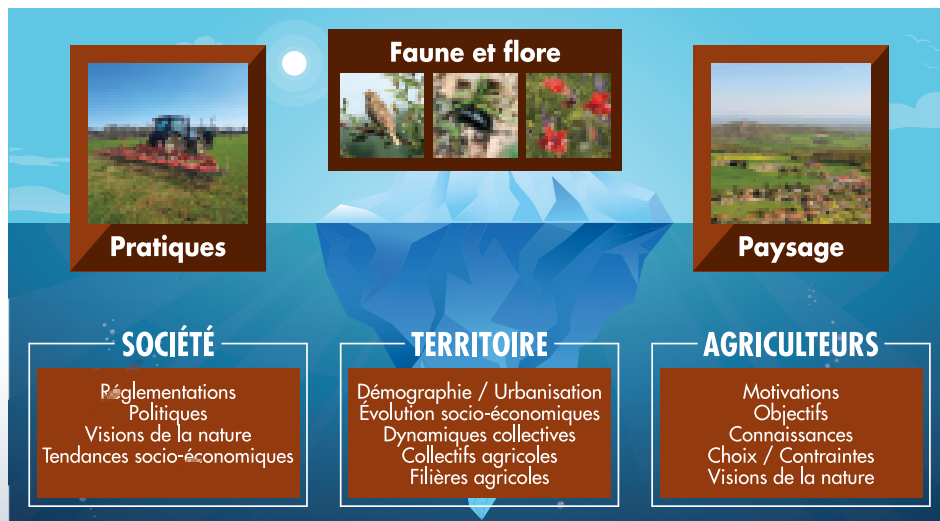 Faune et flore
Pratiques
Paysage
SOCIÉTÉ
Réglementations
Politiques
Visions de la nature
Tendances socio-économiques
TERRITOIRE
Démographie / Urbanisation
Évolution socio-économiques
Dynamiques collectives
Collectifs agricoles
Filières agricoles
AGRICULTEURS
Motivations
Objectifs
Connaissances
Choix / Contraintes
Visions de la nature